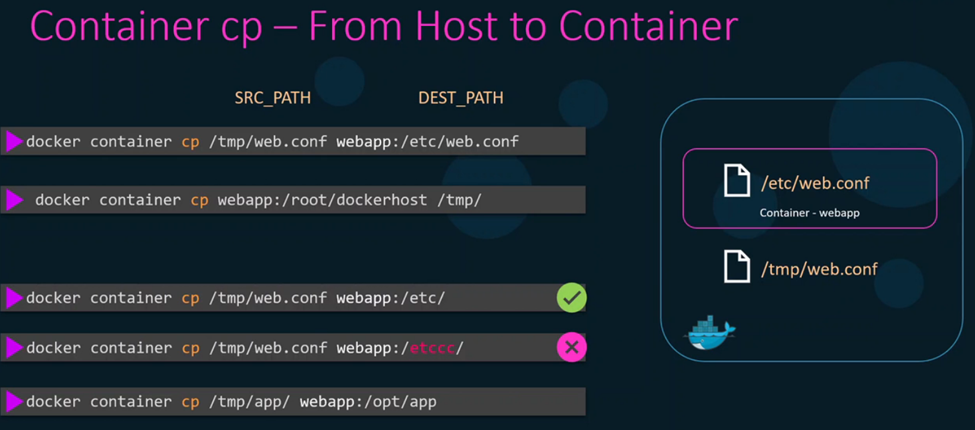 Container cp – From Host to Container
SRC_PATH DEST_PATH
docker container cp /tmp/web.conf webapp:/etc/web.conf
docker container cp webapp:/root/dockerhost /tmp/
docker container cp /tmp/web.conf webapp:/etc/
docker container cp /tmp/web.conf webapp:/etccc/
docker container cp /tmp/app/ webapp:/opt/app
/etc/web.conf
Container - webapp
/tmp/web.conf